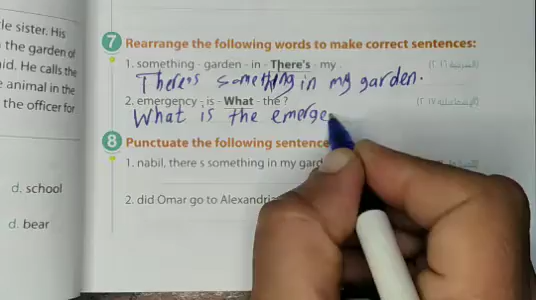 le sister. His
the garden of
id. He calls the
animal in the
the officer for
d. school
d. bear
7 Rearrange the following words to make correct sentences:
1. something - garden - in - There's - my .
There's something in my garden.
2. emergency - is - What - the ?
What is the emerge
8 Punctuate the following sentence
1. nabil, there s something in my gard
2. did Omar go to Alexandria